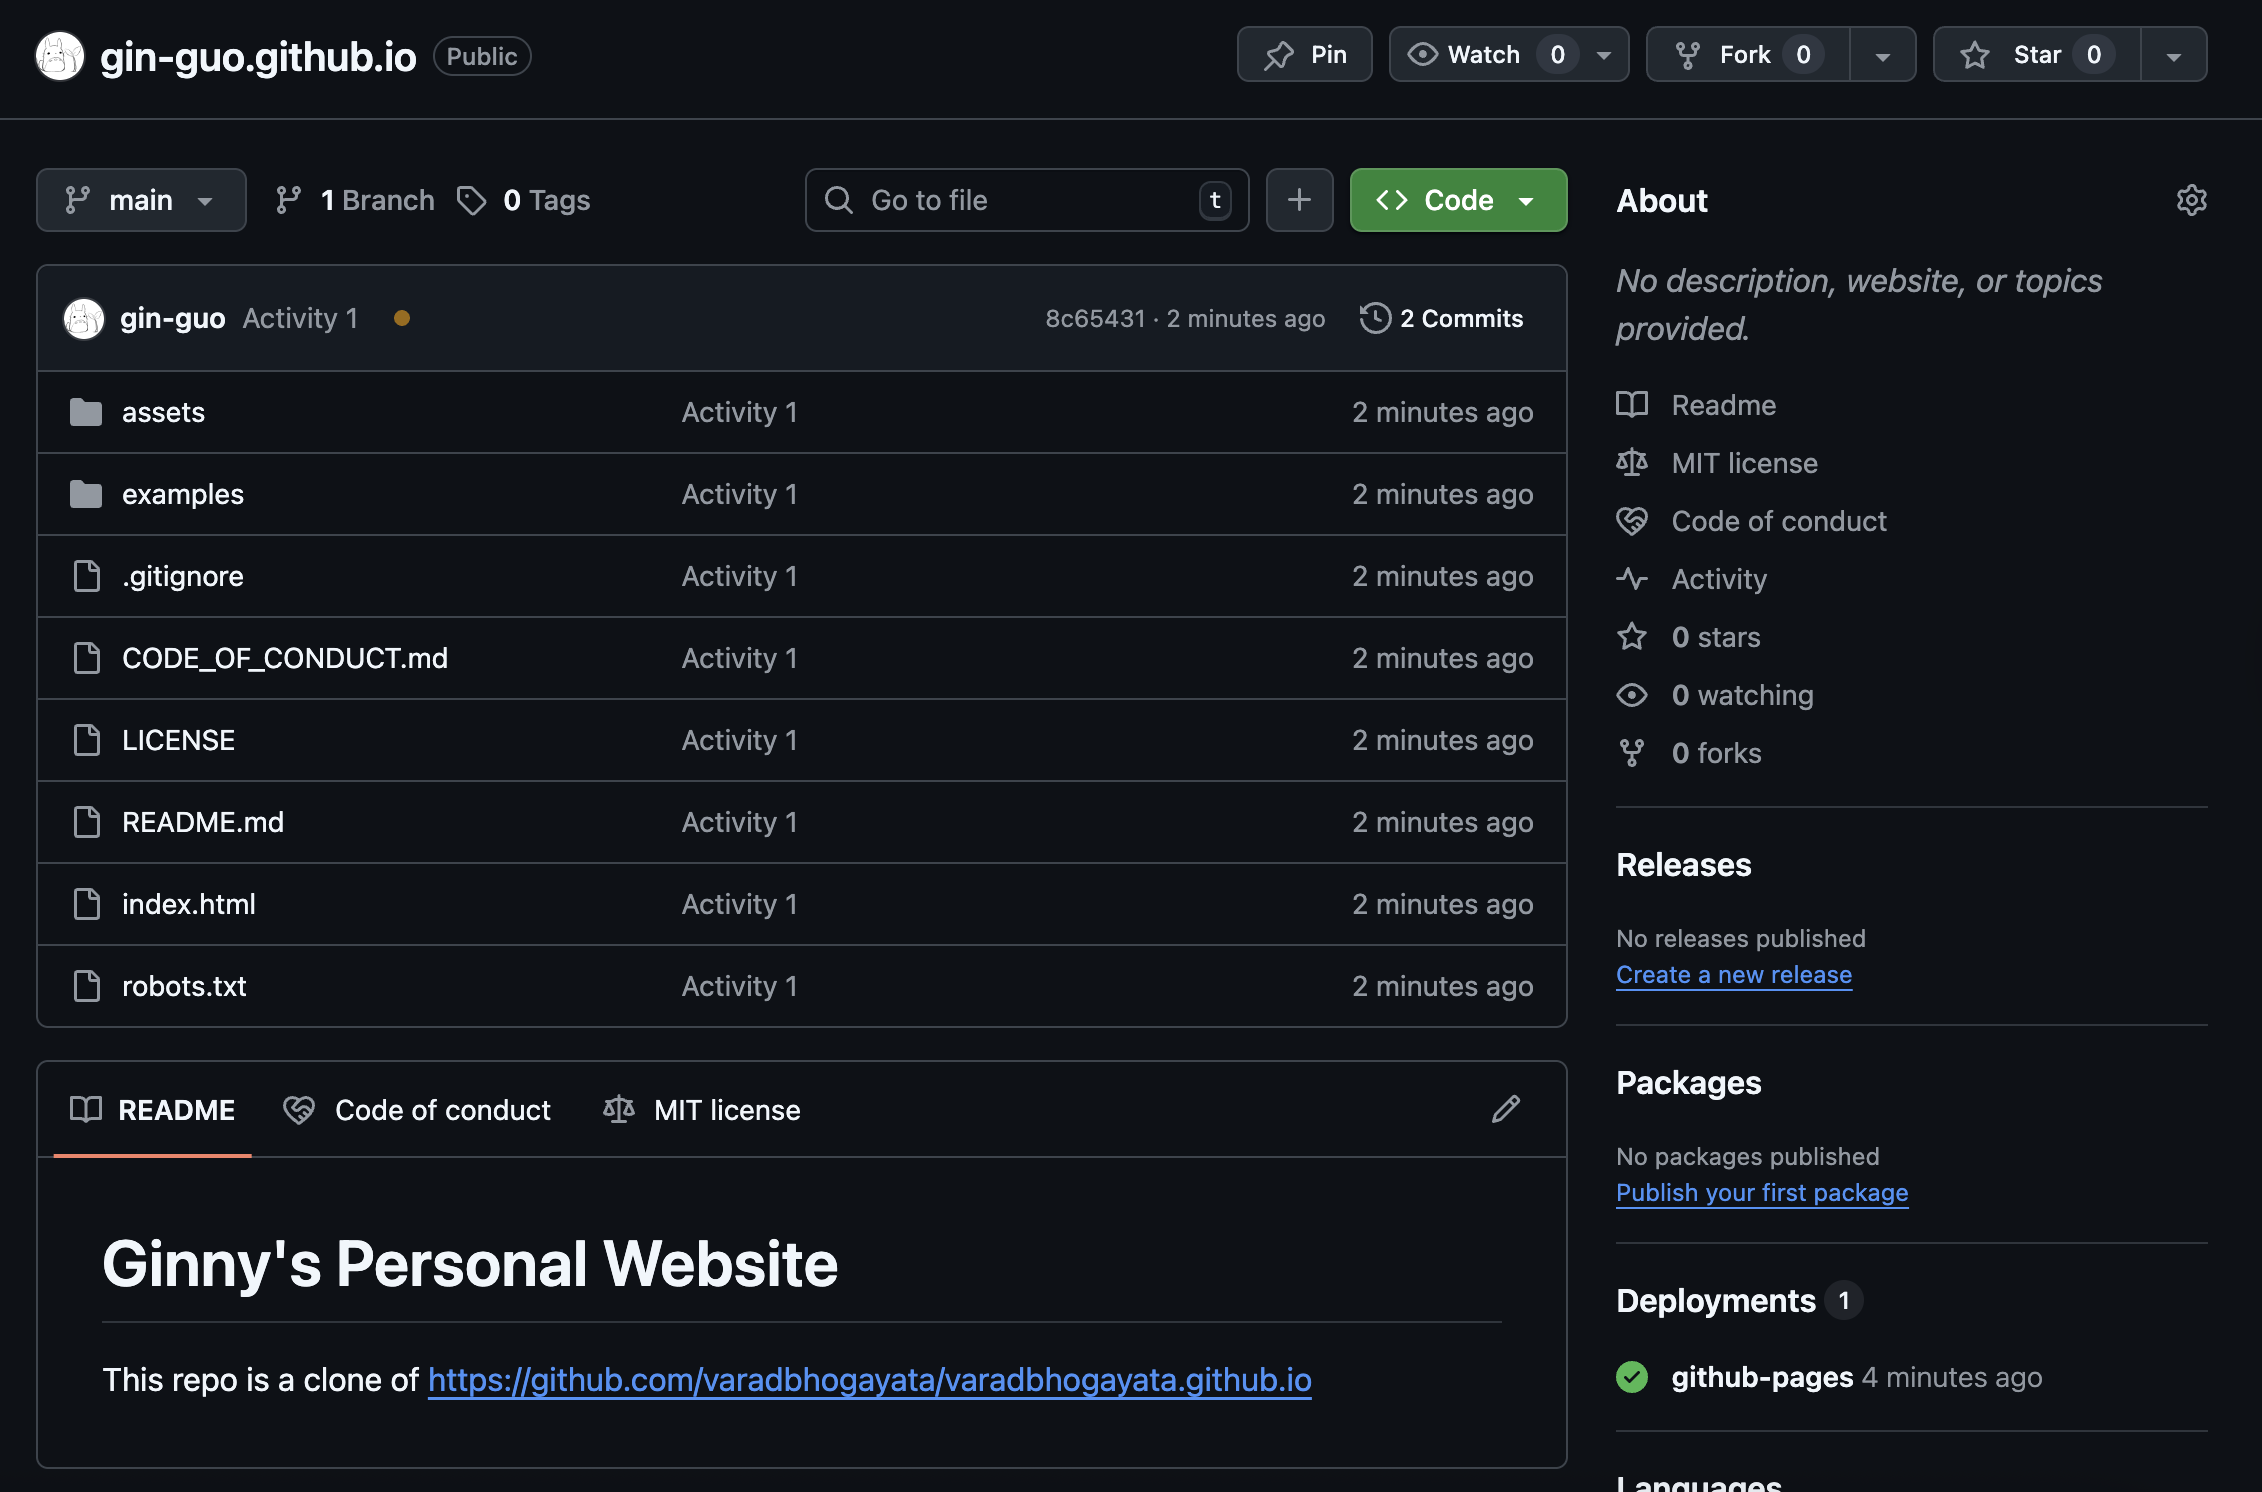 gin-guo.github.io Public Pin Watch 0 Fork 0 Star 0
main 1 Branch 0 Tags Go to file t Code
gin-guo Activity 1 8c65431 · 2 minutes ago 2 Commits
assets Activity 1 2 minutes ago
examples Activity 1 2 minutes ago
.gitignore Activity 1 2 minutes ago
CODE_OF_CONDUCT.md Activity 1 2 minutes ago
LICENSE Activity 1 2 minutes ago
README.md Activity 1 2 minutes ago
index.html Activity 1 2 minutes ago
robots.txt Activity 1 2 minutes ago
README Code of conduct MIT license
Ginny's Personal Website
This repo is a clone of https://github.com/varadbhogayata/varadbhogayata.github.io
About
No description, website, or topics
provided.
Readme
MIT license
Code of conduct
Activity
0 stars
0 watching
0 forks
Releases
No releases published
Create a new release
Packages
No packages published
Publish your first package
Deployments 1
github-pages 4 minutes ago
Languages